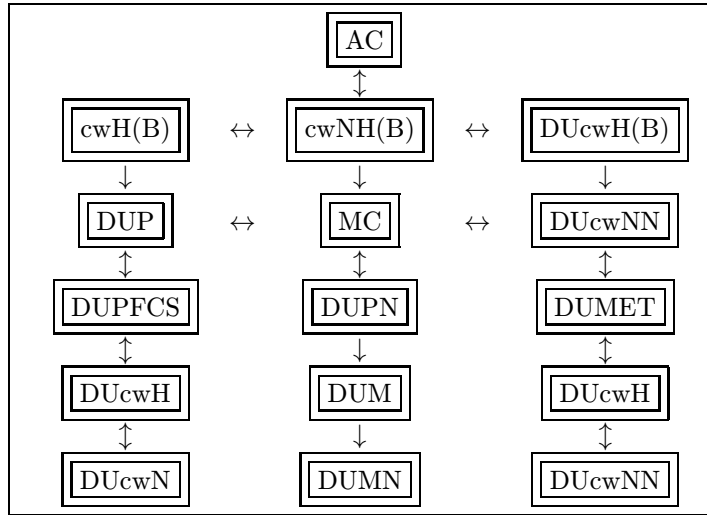 AC
↕
cwH(B) ↔ cwNH(B) ↔ DUcwH(B)
↓ ↓ ↓
DUP ↔ MC ↔ DUcwNN
↕ ↕ ↕
DUPFCS DUPN DUMET
↕ ↓ ↕
DUcwH DUM DUcwH
↕ ↓ ↕
DUcwN DUMN DUcwNN